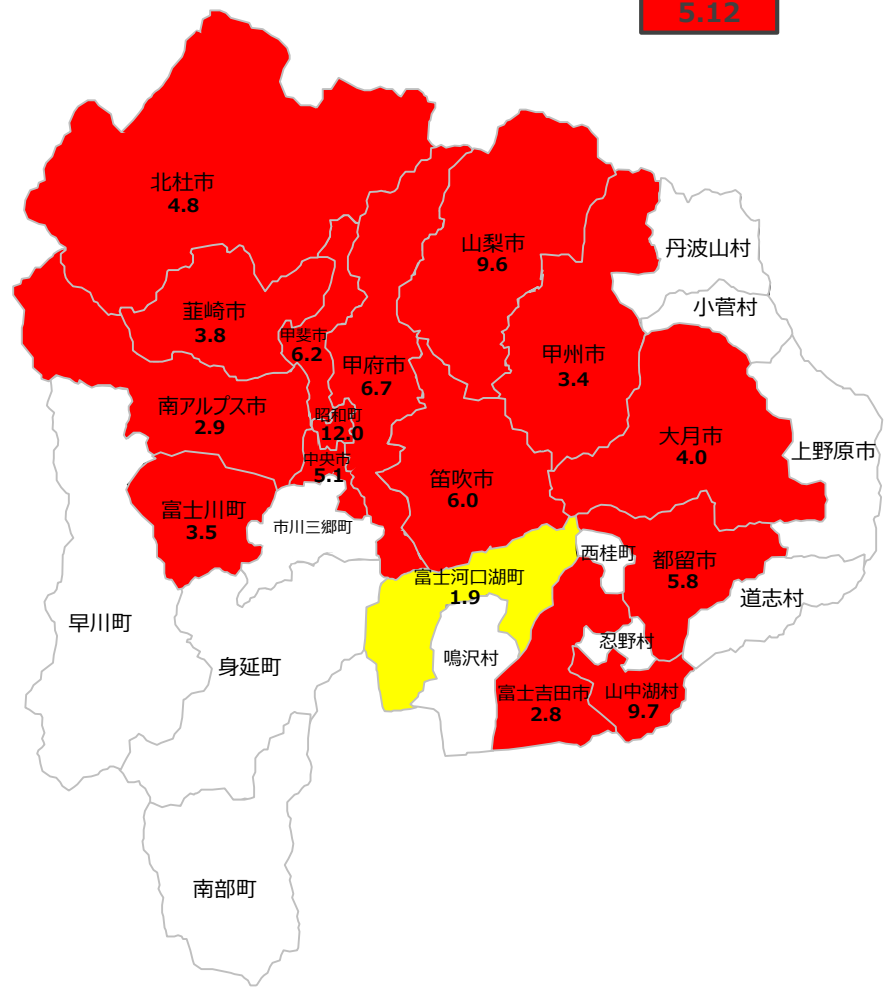 5.12
北杜市
4.8
山梨市
9.6
丹波山村
小菅村
韮崎市
3.8
甲斐市
6.2
甲府市
6.7
甲州市
3.4
南アルプス市
2.9
昭和町
12.0
大月市
4.0
上野原市
中央市
5.1
笛吹市
6.0
富士川町
3.5
市川三郷町
西桂町
都留市
5.8
富士河口湖町
1.9
道志村
早川町
忍野村
身延町
鳴沢村
富士吉田市
2.8
山中湖村
9.7
南部町